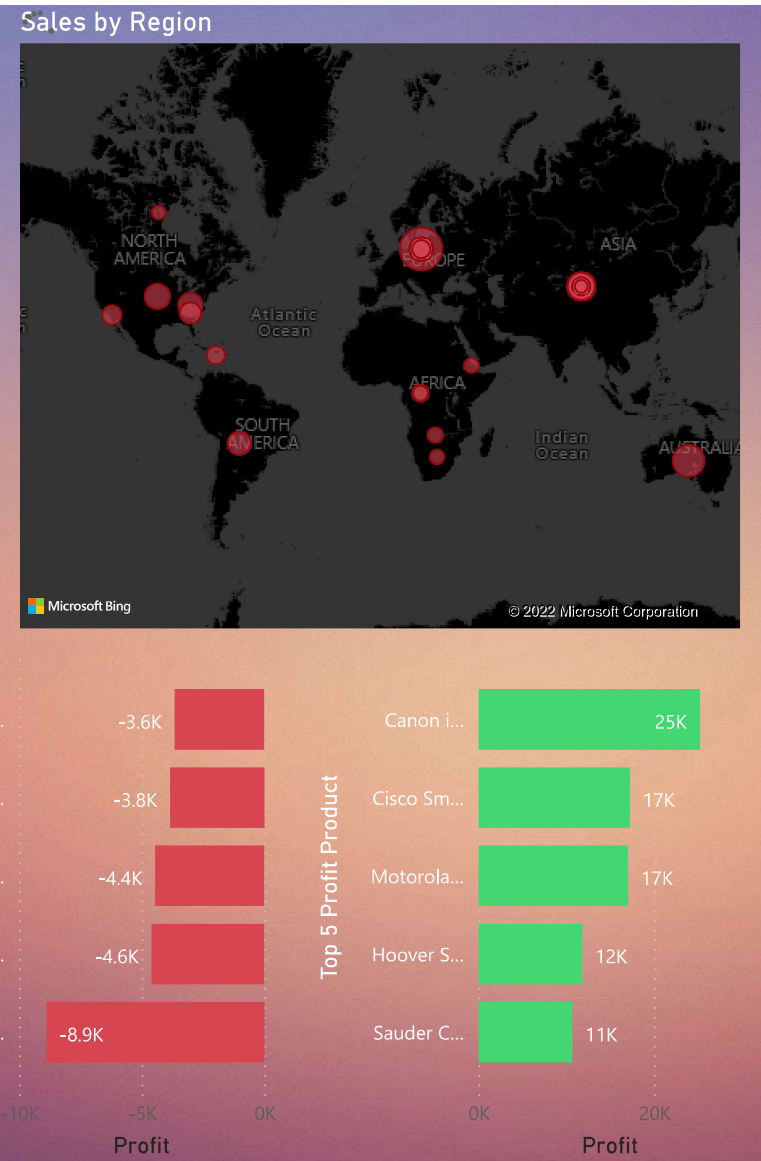 Sales by Region
NORTH
AMERICA
EUROPE
ASIA
Atlantic
Ocean
AFRICA
SOUTH
AMERICA
Indian
Ocean
AUSTRALIA
Microsoft Bing
© 2022 Microsoft Corporation
-3.6K
-3.8K
-4.4K
-4.6K
-8.9K
-10K
-5K
0K
Profit
Top 5 Profit Product
Canon i...
25K
Cisco Sm...
17K
Motorola...
17K
Hoover S...
12K
Sauder C...
11K
0K
20K
Profit